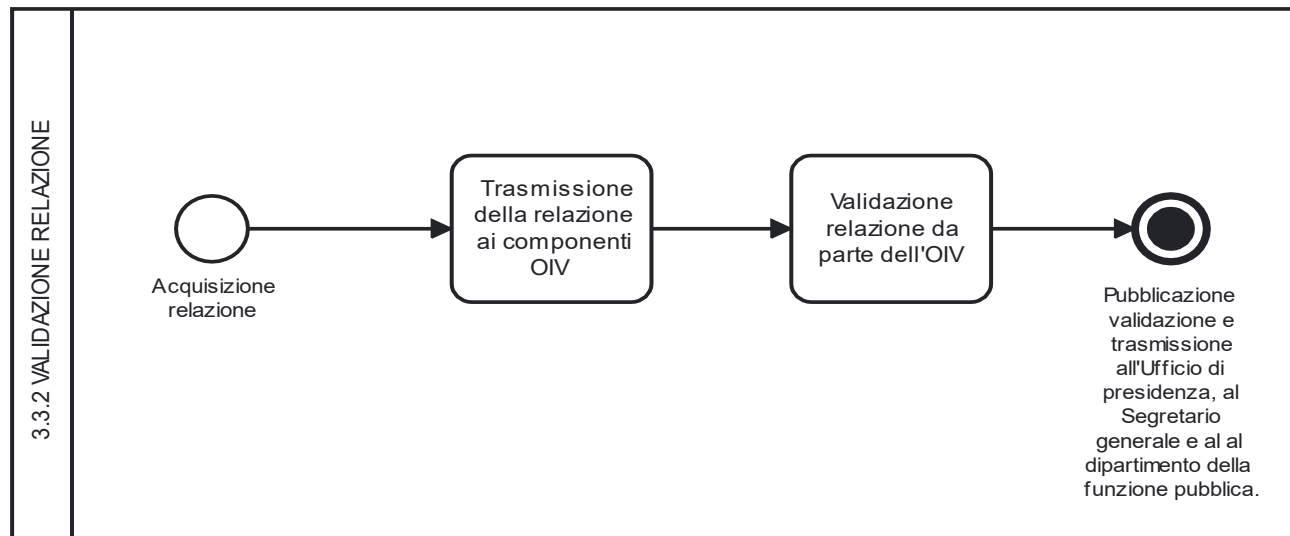 3.3.2 VALIDAZIONE RELAZIONE
Acquisizione
relazione
Trasmissione
della relazione
ai componenti
OIV
Validazione
relazione da
parte dell'OIV
Pubblicazione
validazione e
trasmissione
all'Ufficio di
presidenza, al
Segretario
generale e al al
dipartimento della
funzione pubblica.